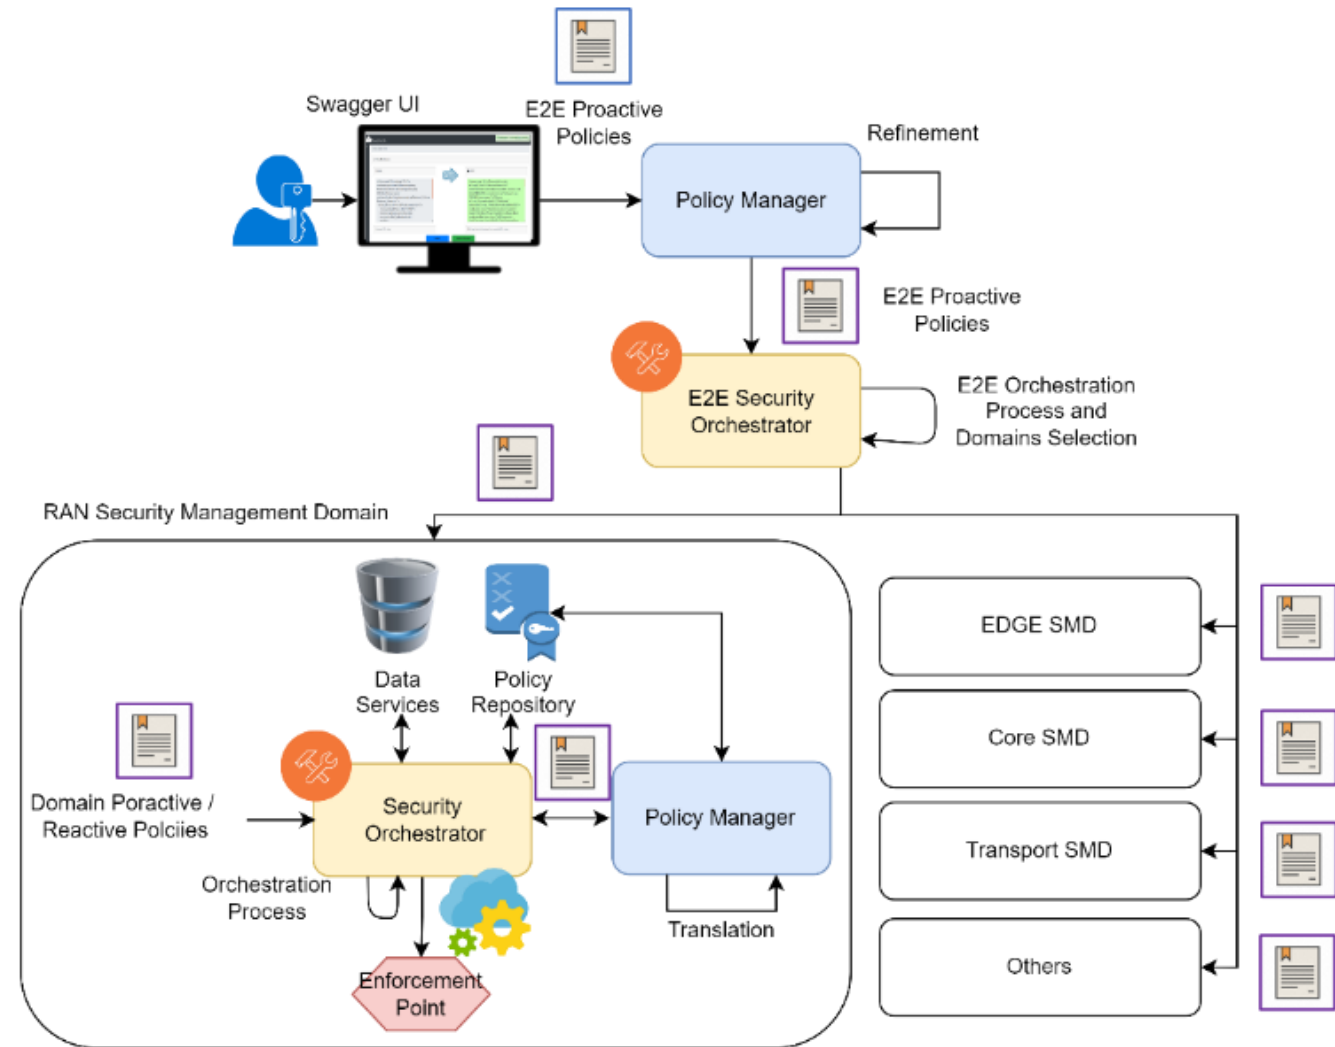 Swagger UI
E2E Proactive
Policies
Refinement
Policy Manager
E2E Proactive
Policies
E2E Security
Orchestrator
E2E Orchestration
Process and
Domains Selection
RAN Security Management Domain
Data
Services
Policy
Repository
EDGE SMD
Core SMD
Transport SMD
Others
Domain Poractive /
Reactive Polciies
Security
Orchestrator
Policy Manager
Orchestration
Process
Translation
Enforcement
Point